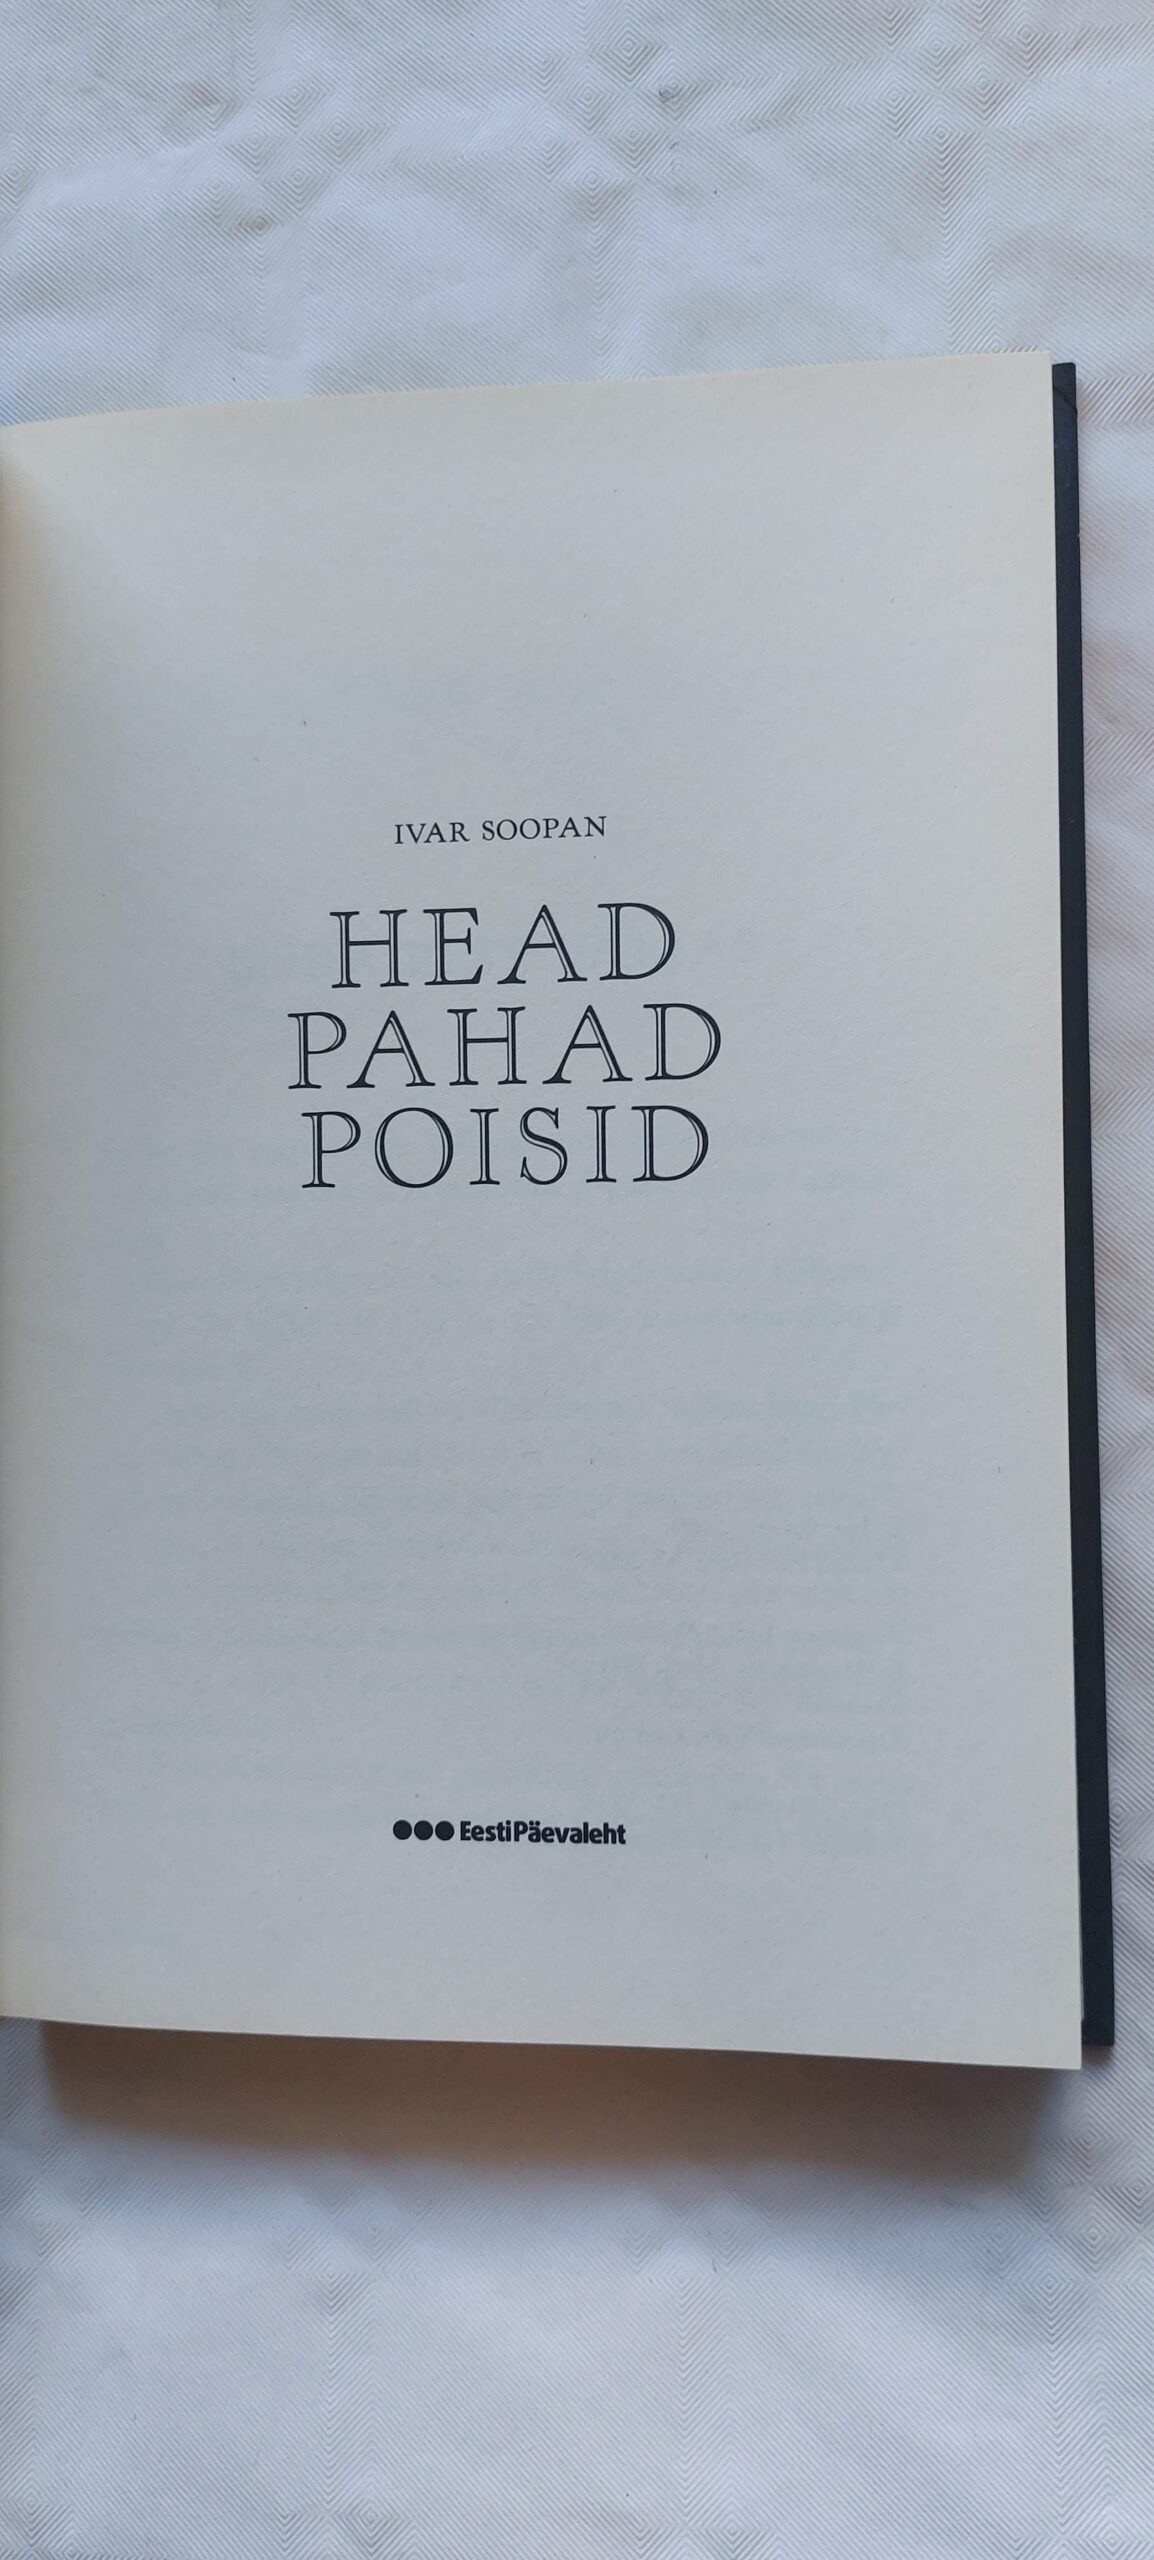 IVAR SOOPAN
HEAD
PAHAD
POISID
EestiPäevaleht